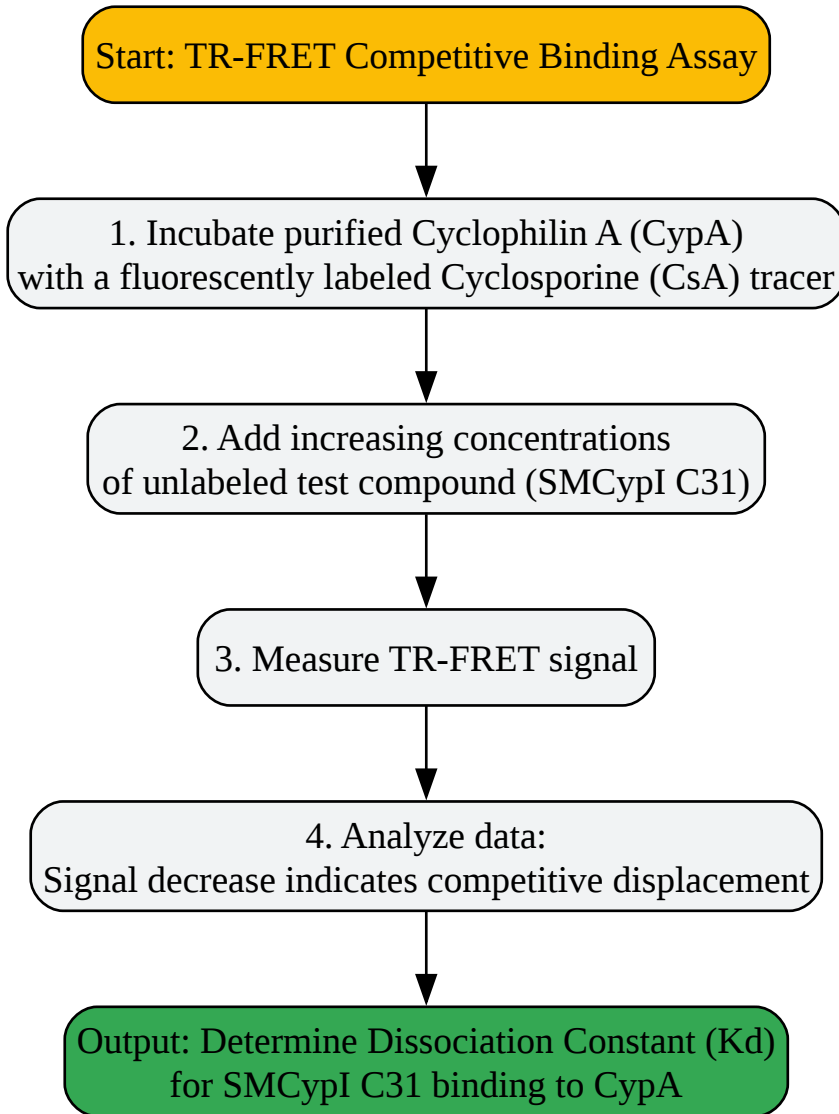 Start: TR-FRET Competitive Binding Assay
1. Incubate purified Cyclophilin A (CypA)
with a fluorescently labeled Cyclosporine (CsA) tracer
2. Add increasing concentrations
of unlabeled test compound (SMCypI C31)
3. Measure TR-FRET signal
4. Analyze data:
Signal decrease indicates competitive displacement
Output: Determine Dissociation Constant (Kd)
for SMCypI C31 binding to CypA